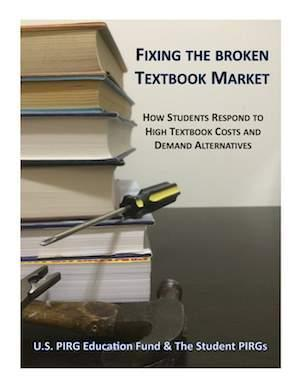 FIXING THE BROKEN
TEXTBOOK MARKET
HOW STUDENTS RESPOND TO
HIGH TEXTBOOK COSTS AND
DEMAND ALTERNATIVES
U.S. PIRG Education Fund & The Student PIRGs